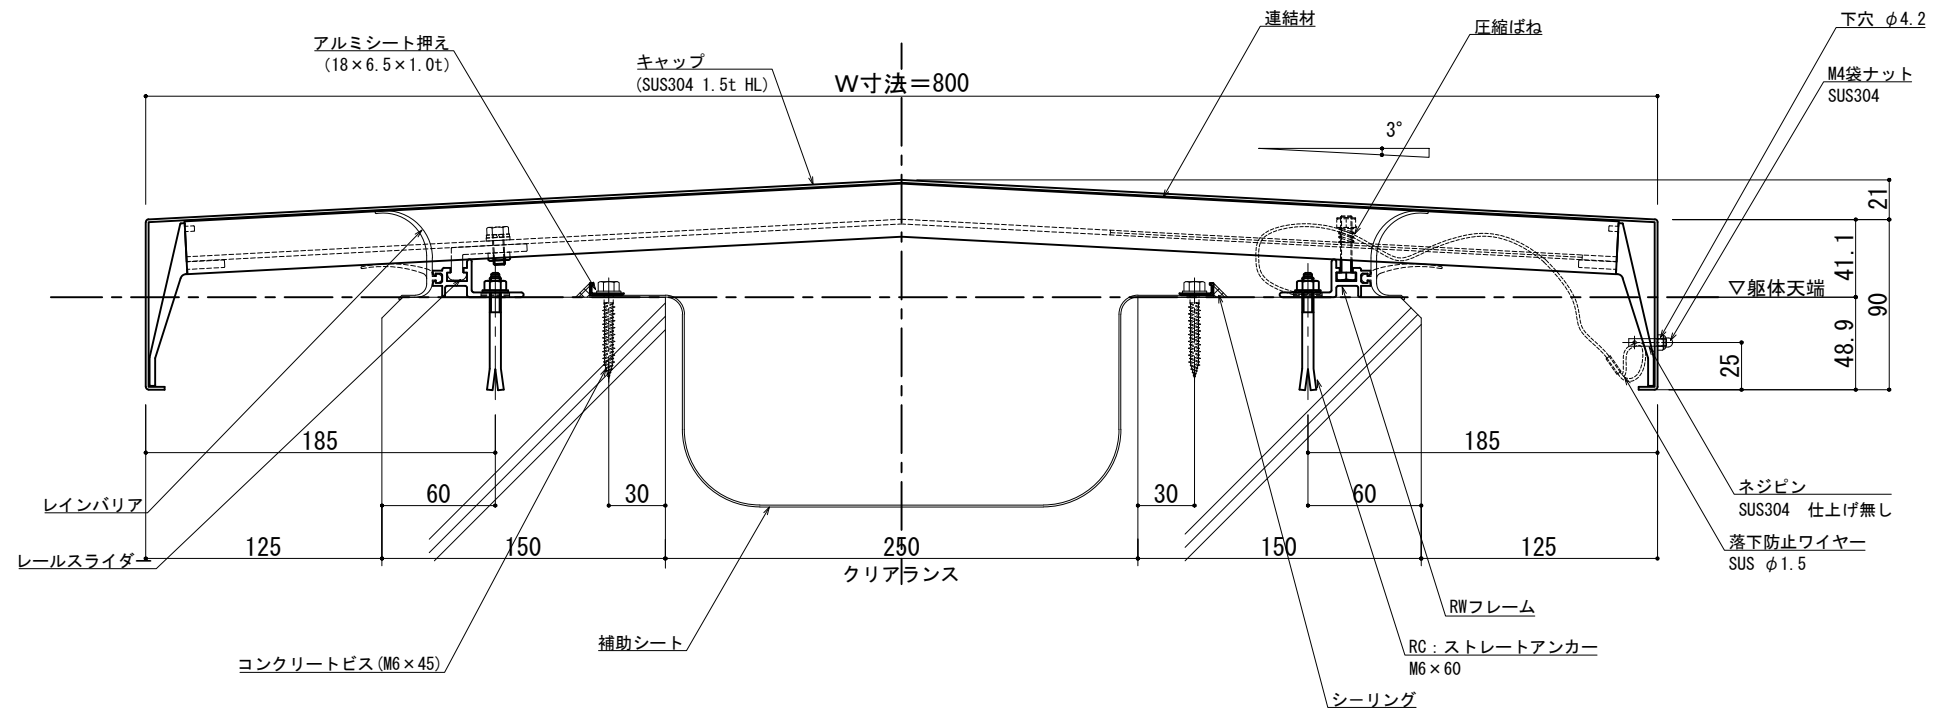 連結材
下穴 φ4.2
圧縮ばね
アルミシート押え
(18×6.5×1.0t)
キャップ
(SUS304 1.5t HL)
W寸法=800
M4袋ナット
SUS304
3°
21
41.1
▽躯体天端
90
48.9
25
185
185
60
30
30
60
レインバリア
ネジピン
SUS304 仕上げ無し
125
150
250
150
125
レールスライダー
クリアランス
落下防止ワイヤー
SUS φ1.5
RWフレーム
補助シート
RC:ストレートアンカー
M6×60
コンクリートビス(M6×45)
シーリング